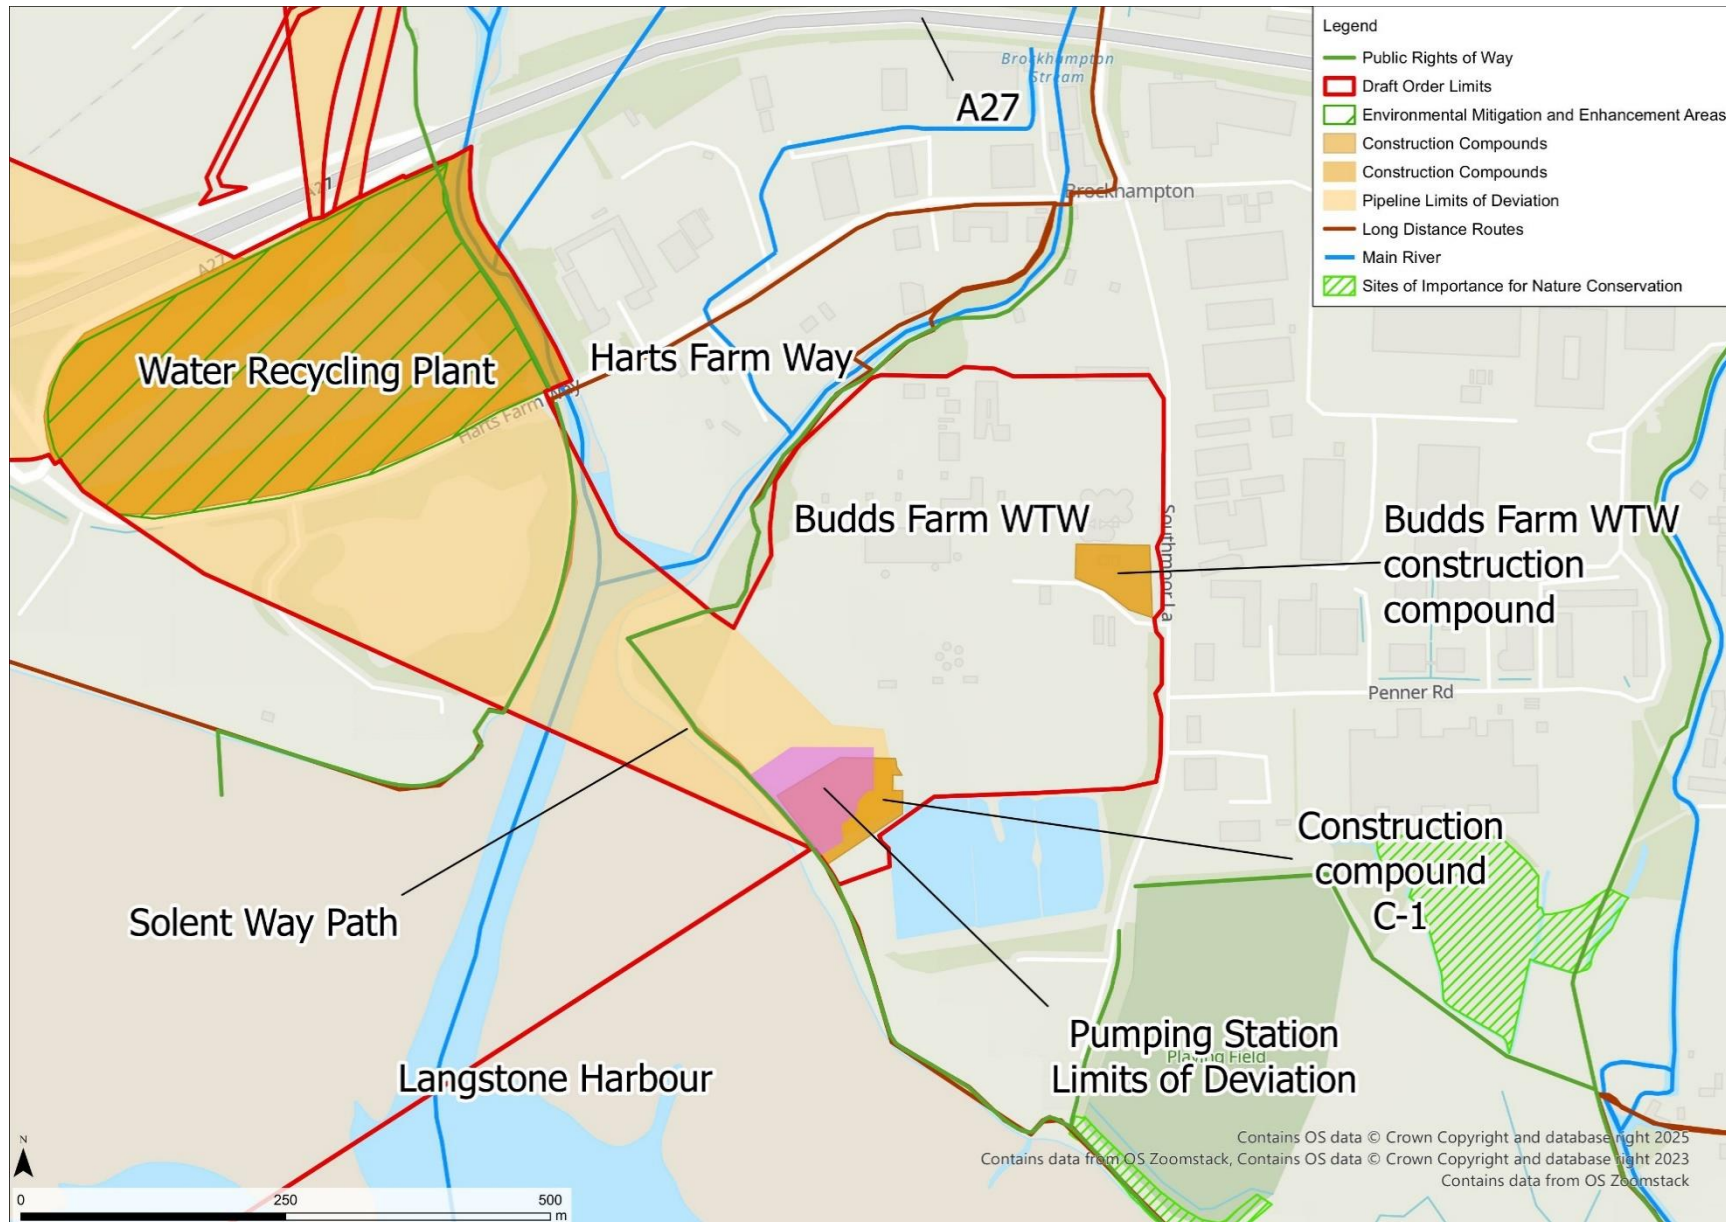 Legend
Public Rights of Way
Draft Order Limits
Environmental Mitigation and Enhancement Areas
Construction Compounds
Construction Compounds
Pipeline Limits of Deviation
Long Distance Routes
Main River
Sites of Importance for Nature Conservation
Brockhampton
Stream
A27
A27
A27
Brockhampton
Water Recycling Plant
Harts Farm Way
Harts Farm Way
Budds Farm WTW
Southmoor La
Budds Farm WTW
construction
compound
Penner Rd
Construction
compound
C-1
Solent Way Path
Pumping Station
Limits of Deviation
Playing Field
Langstone Harbour
N
0
250
500
m
Contains OS data © Crown Copyright and database right 2025
Contains data from OS Zoomstack, Contains OS data © Crown Copyright and database right 2023
Contains data from OS Zoomstack